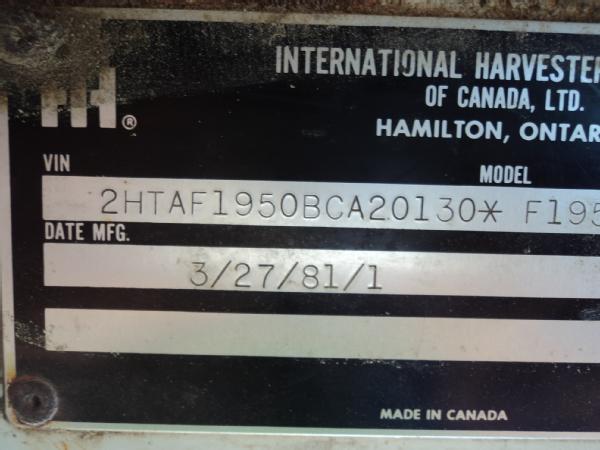 INTERNATIONAL HARVESTER
OF CANADA, LTD.
HAMILTON, ONTAR
IH®
VIN MODEL
2HTAF1950BCA20130* F195
DATE MFG.
3/27/81/1
MADE IN CANADA